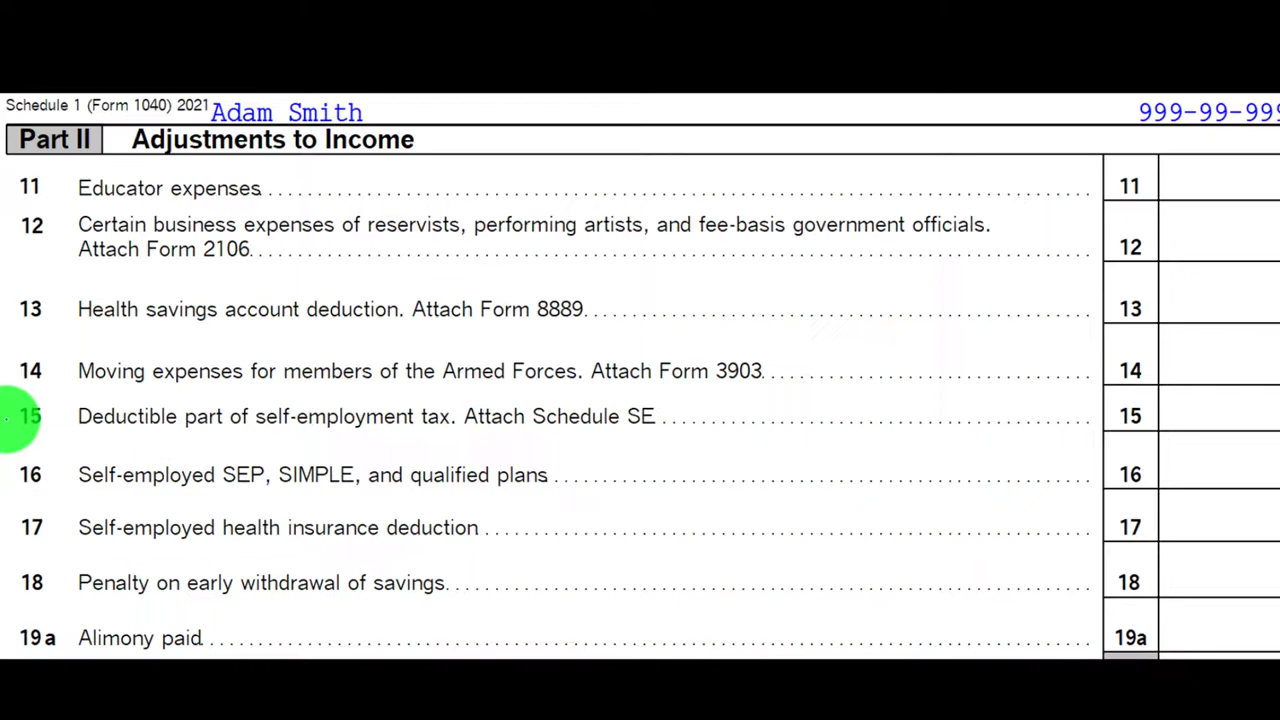 Schedule 1 (Form 1040) 2021 Adam Smith 999-99-999
Part II Adjustments to Income
11 Educator expenses 11
12 Certain business expenses of reservists, performing artists, and fee-basis government officials.
Attach Form 2106 12
13 Health savings account deduction. Attach Form 8889 13
14 Moving expenses for members of the Armed Forces. Attach Form 3903 14
15 Deductible part of self-employment tax. Attach Schedule SE 15
16 Self-employed SEP, SIMPLE, and qualified plans 16
17 Self-employed health insurance deduction 17
18 Penalty on early withdrawal of savings 18
19a Alimony paid 19a